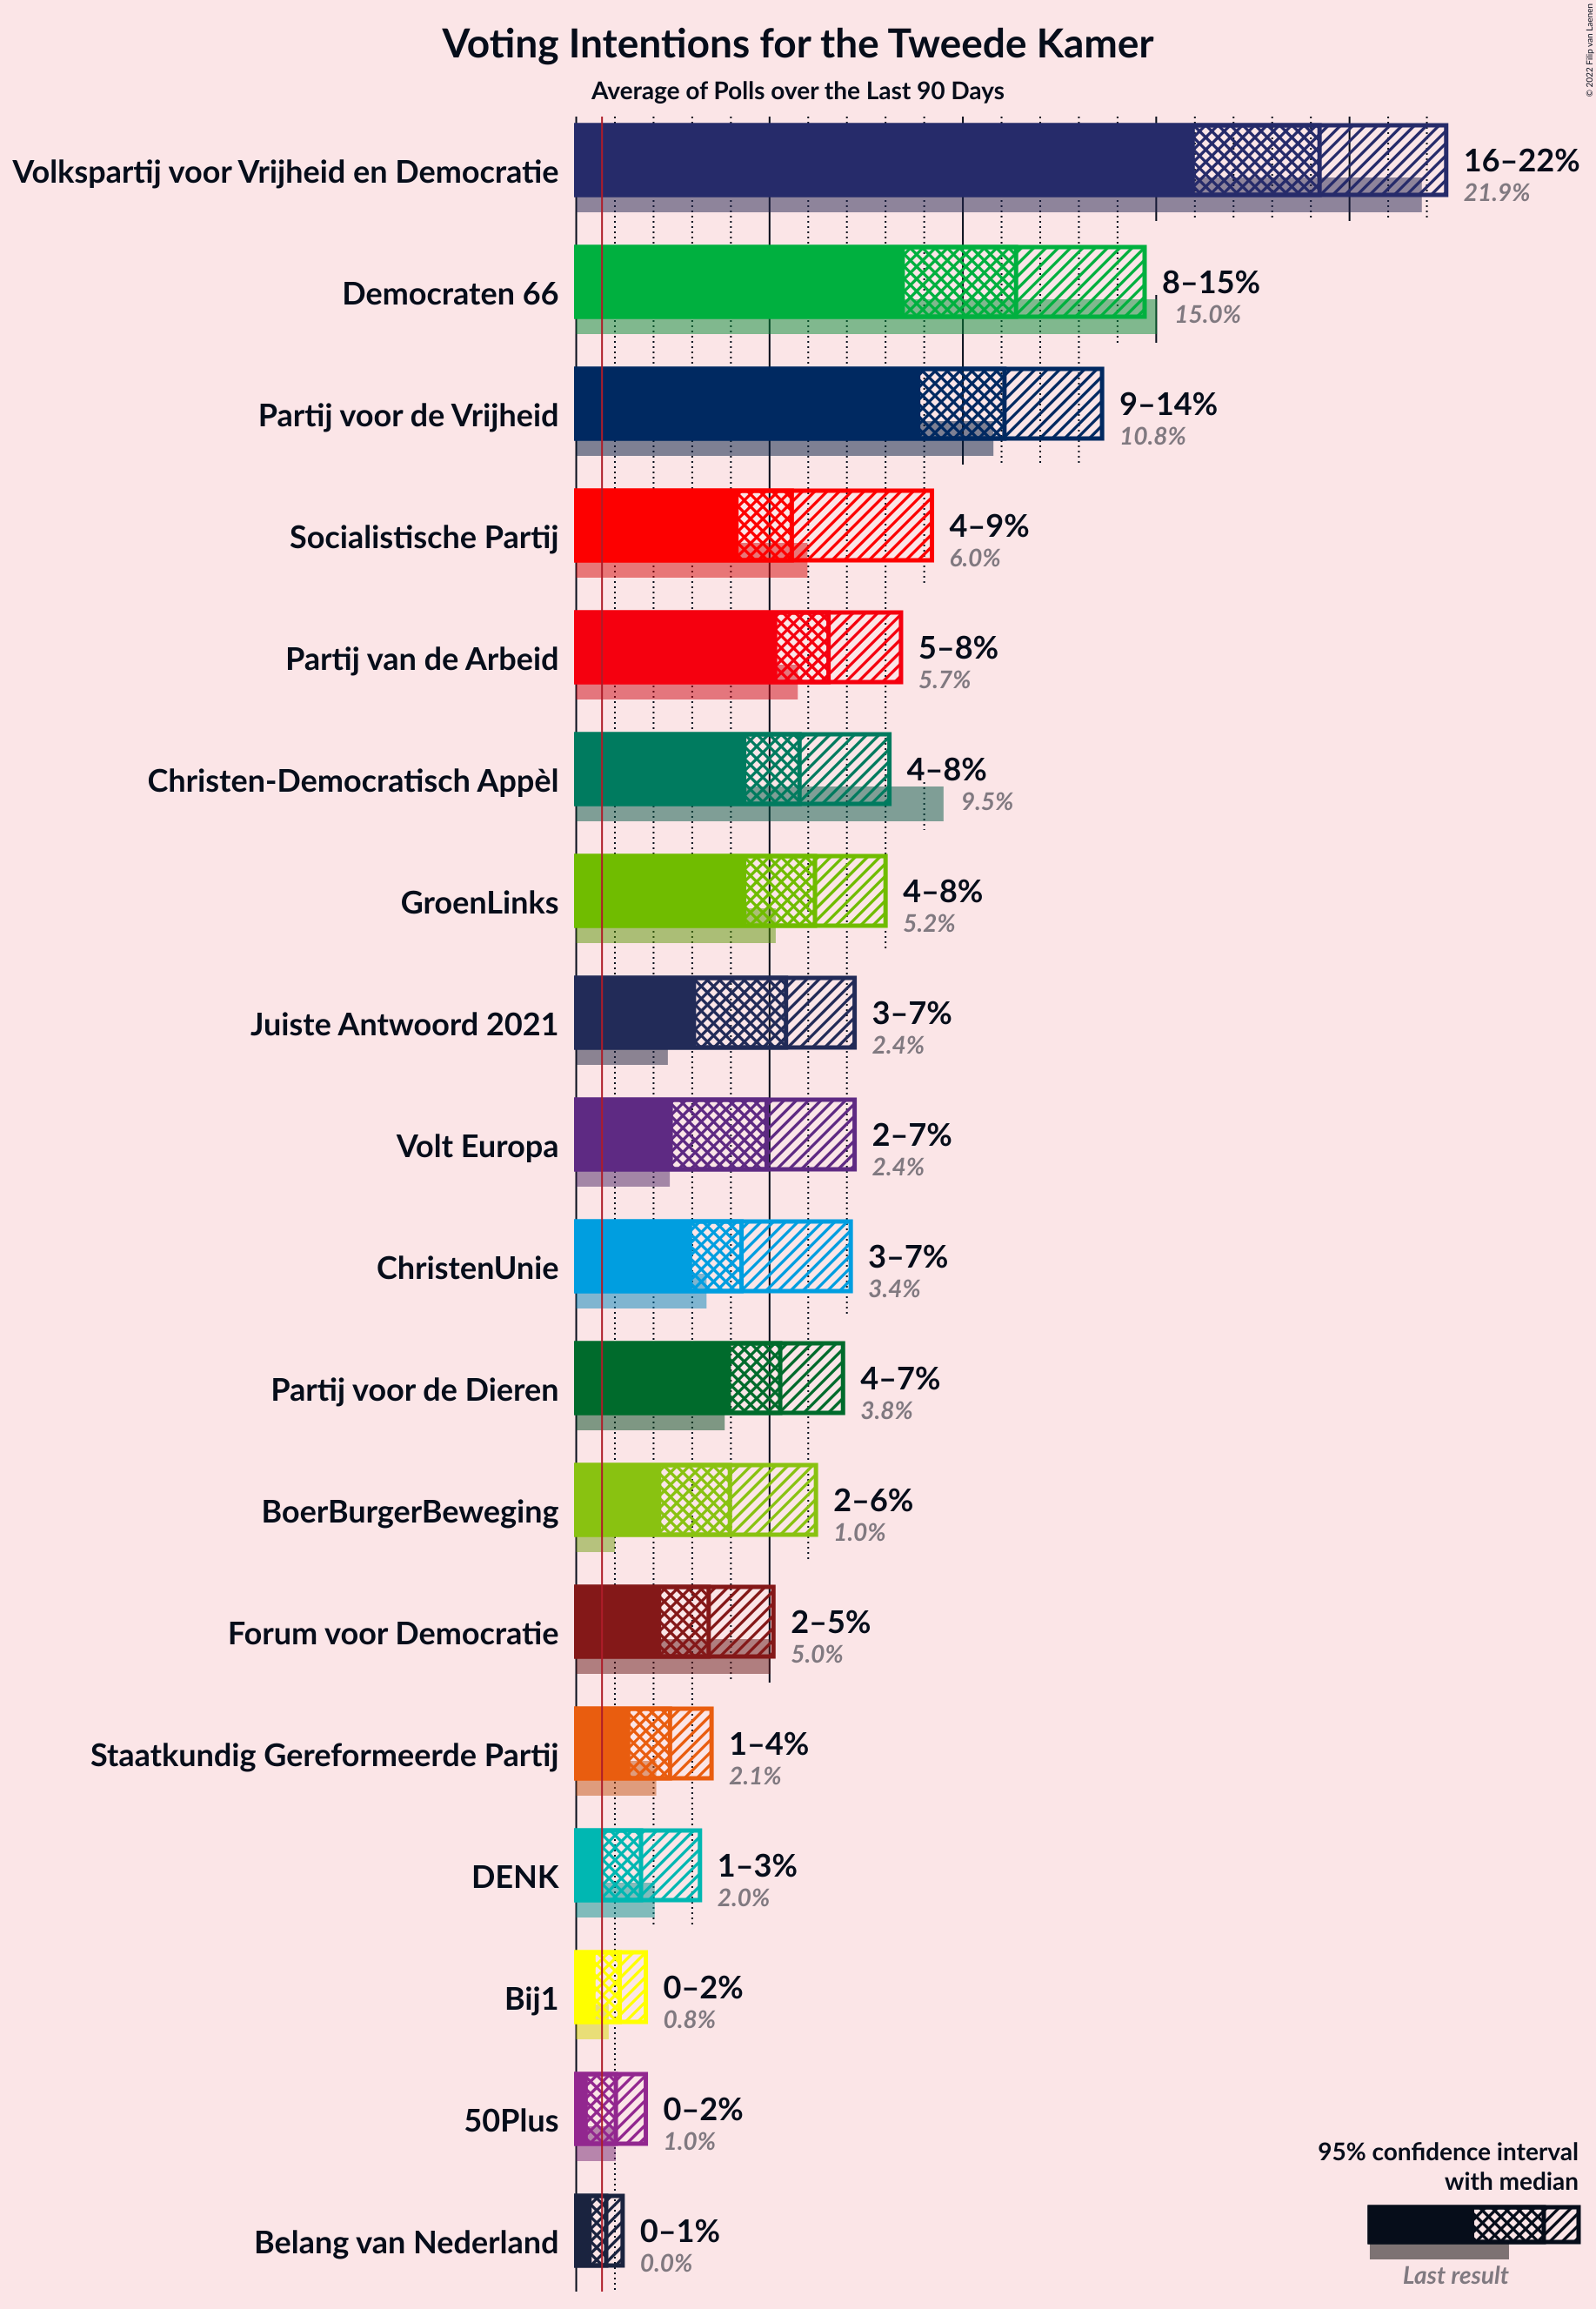 © 2022 Filip van Laenen
Voting Intentions for the Tweede Kamer
Average of Polls over the Last 90 Days
Volkspartij voor Vrijheid en Democratie
16–22%
21.9%
Democraten 66
8–15%
15.0%
Partij voor de Vrijheid
9–14%
10.8%
Socialistische Partij
4–9%
6.0%
Partij van de Arbeid
5–8%
5.7%
Christen-Democratisch Appèl
4–8%
9.5%
GroenLinks
4–8%
5.2%
Juiste Antwoord 2021
3–7%
2.4%
Volt Europa
2–7%
2.4%
ChristenUnie
3–7%
3.4%
Partij voor de Dieren
4–7%
3.8%
BoerBurgerBeweging
2–6%
1.0%
Forum voor Democratie
2–5%
5.0%
Staatkundig Gereformeerde Partij
1–4%
2.1%
DENK
1–3%
2.0%
Bij1
0–2%
0.8%
50Plus
0–2%
1.0%
Belang van Nederland
0–1%
0.0%
95% confidence interval
with median
Last result